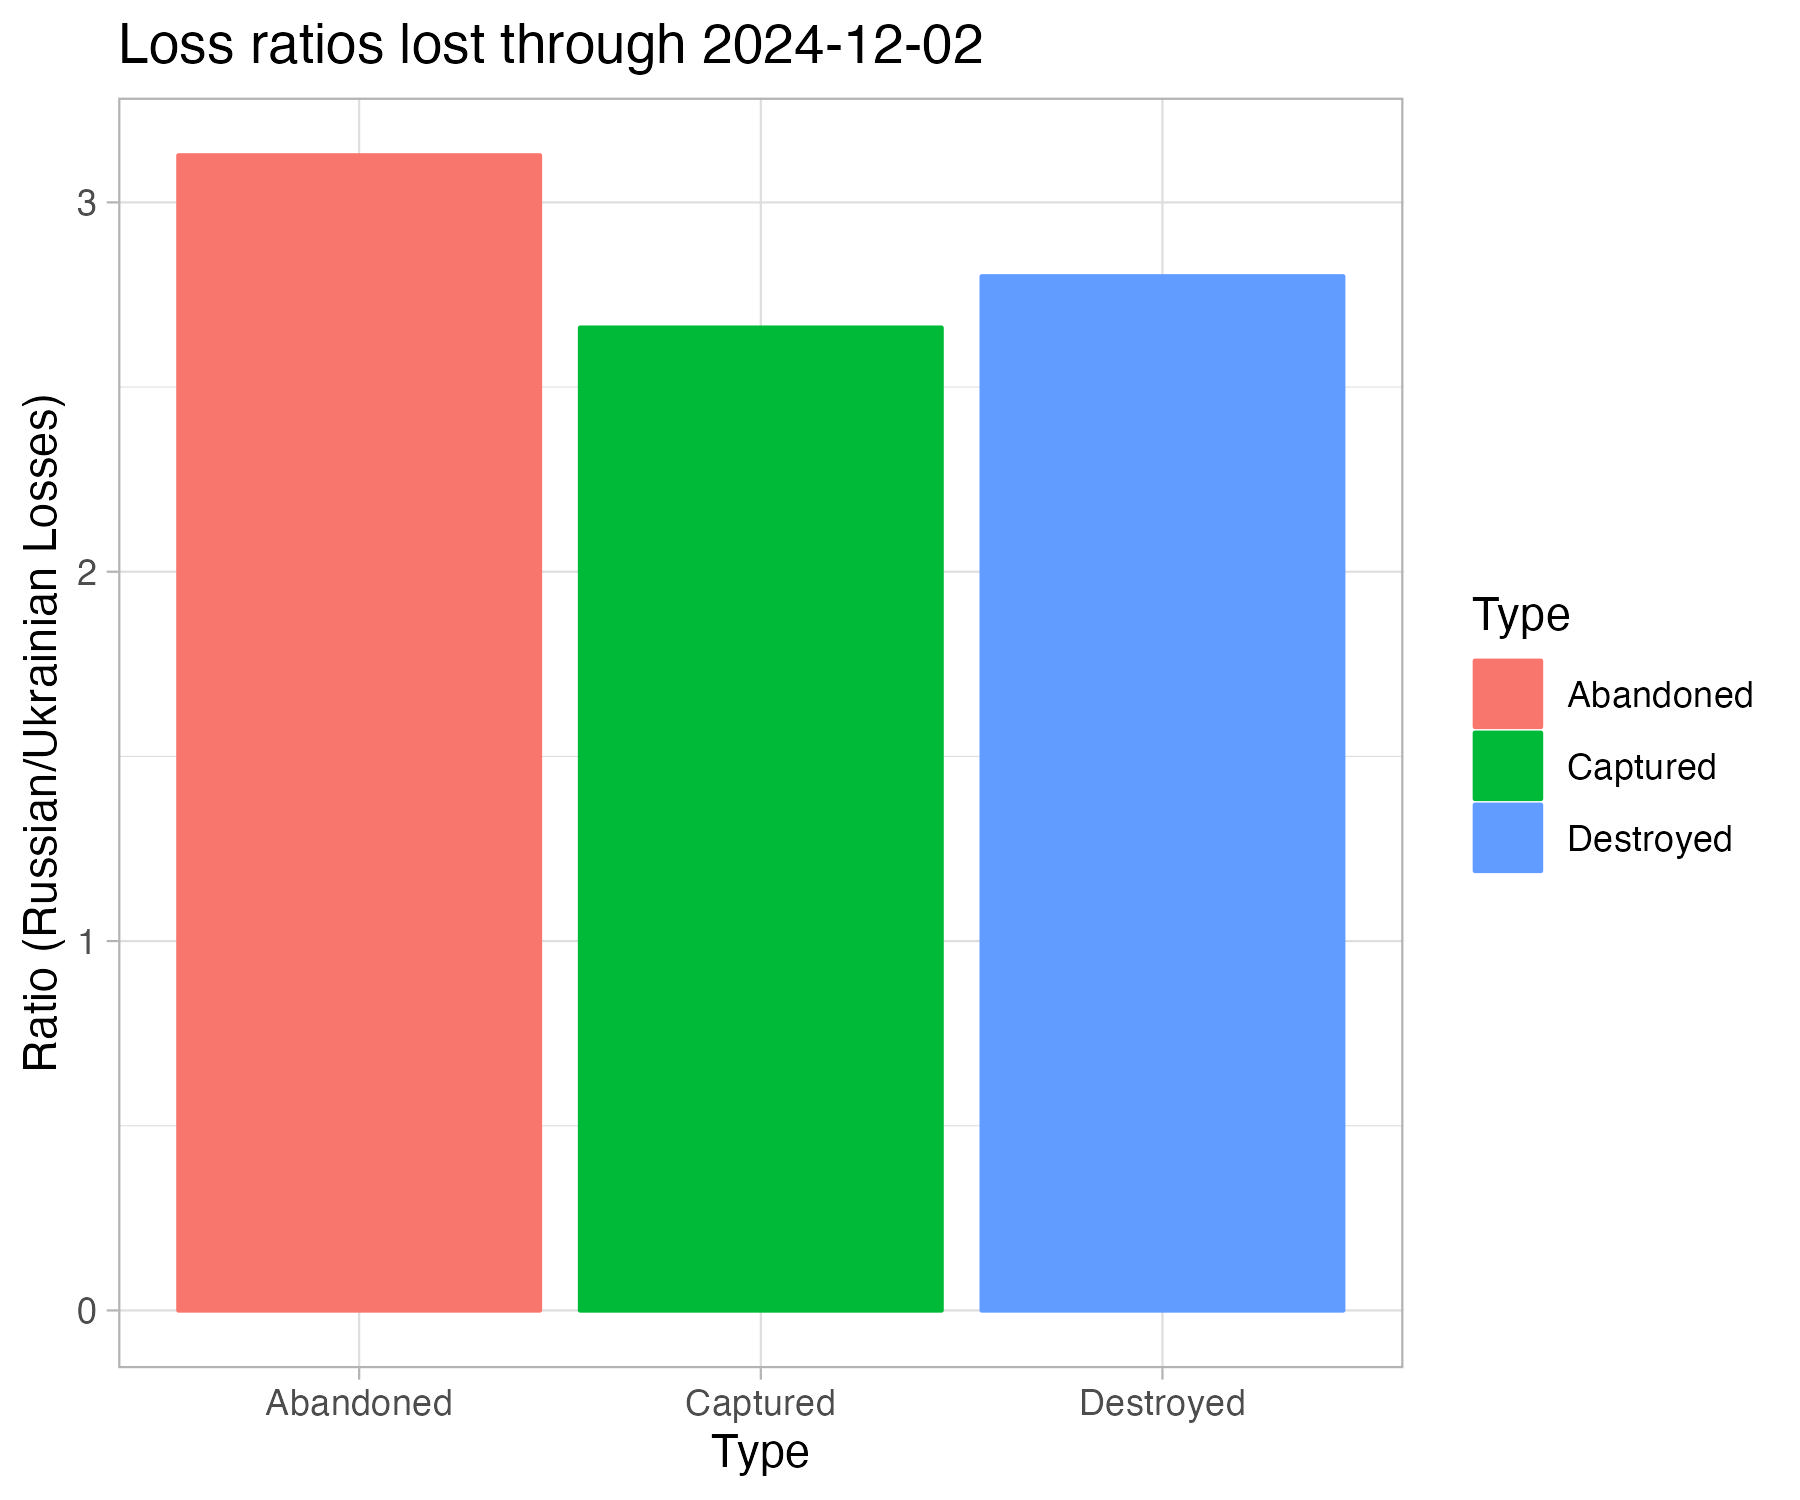 Loss ratios lost through 2024-12-02
Ratio (Russian/Ukrainian Losses)
3
2
1
0
Abandoned
Captured
Destroyed
Type
Type
Abandoned
Captured
Destroyed